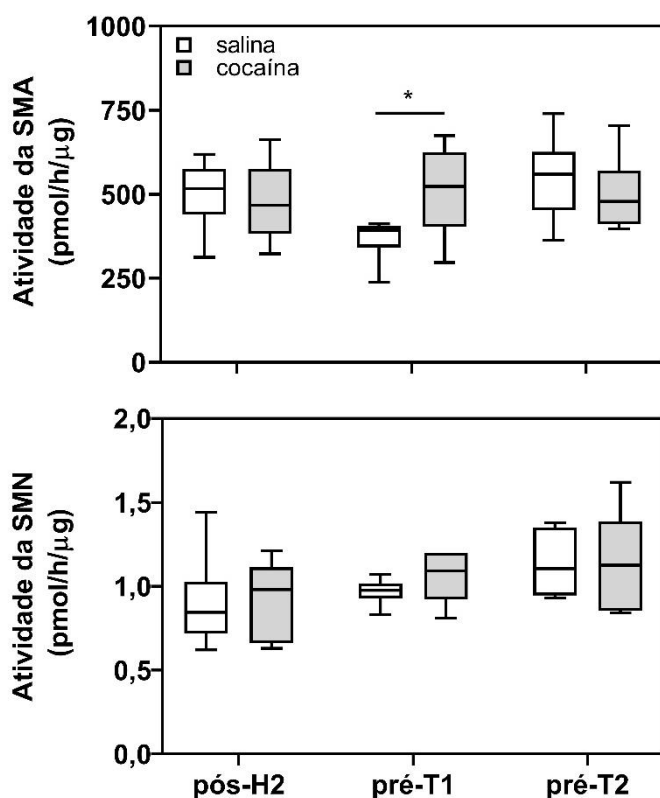 Atividade da SMA
(pmol/h/μg)
1000
750
500
250
0
salina
cocaína
*
Atividade da SMN
(pmol/h/μg)
2,0
1,5
1,0
0,5
0,0
pós-H2 pré-T1 pré-T2